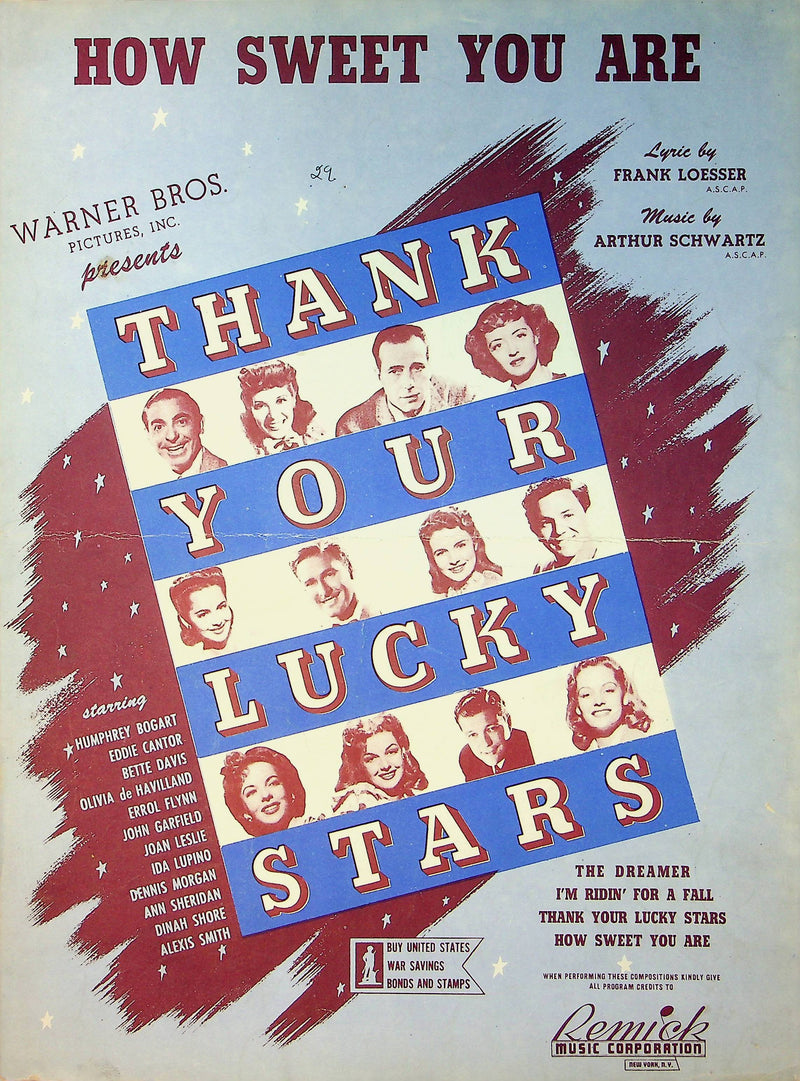 HOW SWEET YOU ARE
29
Lyric by
FRANK LOESSER
A.S.C.A.P.
Music by
ARTHUR SCHWARTZ
A.S.C.A.P.
WARNER BROS.
PICTURES, INC.
presents
THANK
YOUR
LUCKY
STARS
starring
HUMPHREY BOGART
EDDIE CANTOR
BETTE DAVIS
OLIVIA de HAVILLAND
ERROL FLYNN
JOHN GARFIELD
JOAN LESLIE
IDA LUPINO
DENNIS MORGAN
ANN SHERIDAN
DINAH SHORE
ALEXIS SMITH
BUY UNITED STATES
WAR SAVINGS
BONDS AND STAMPS
THE DREAMER
I'M RIDIN' FOR A FALL
THANK YOUR LUCKY STARS
HOW SWEET YOU ARE
WHEN PERFORMING THESE COMPOSITIONS KINDLY GIVE
ALL PROGRAM CREDITS TO
Remick
MUSIC CORPORATION
NEW YORK, N.Y.